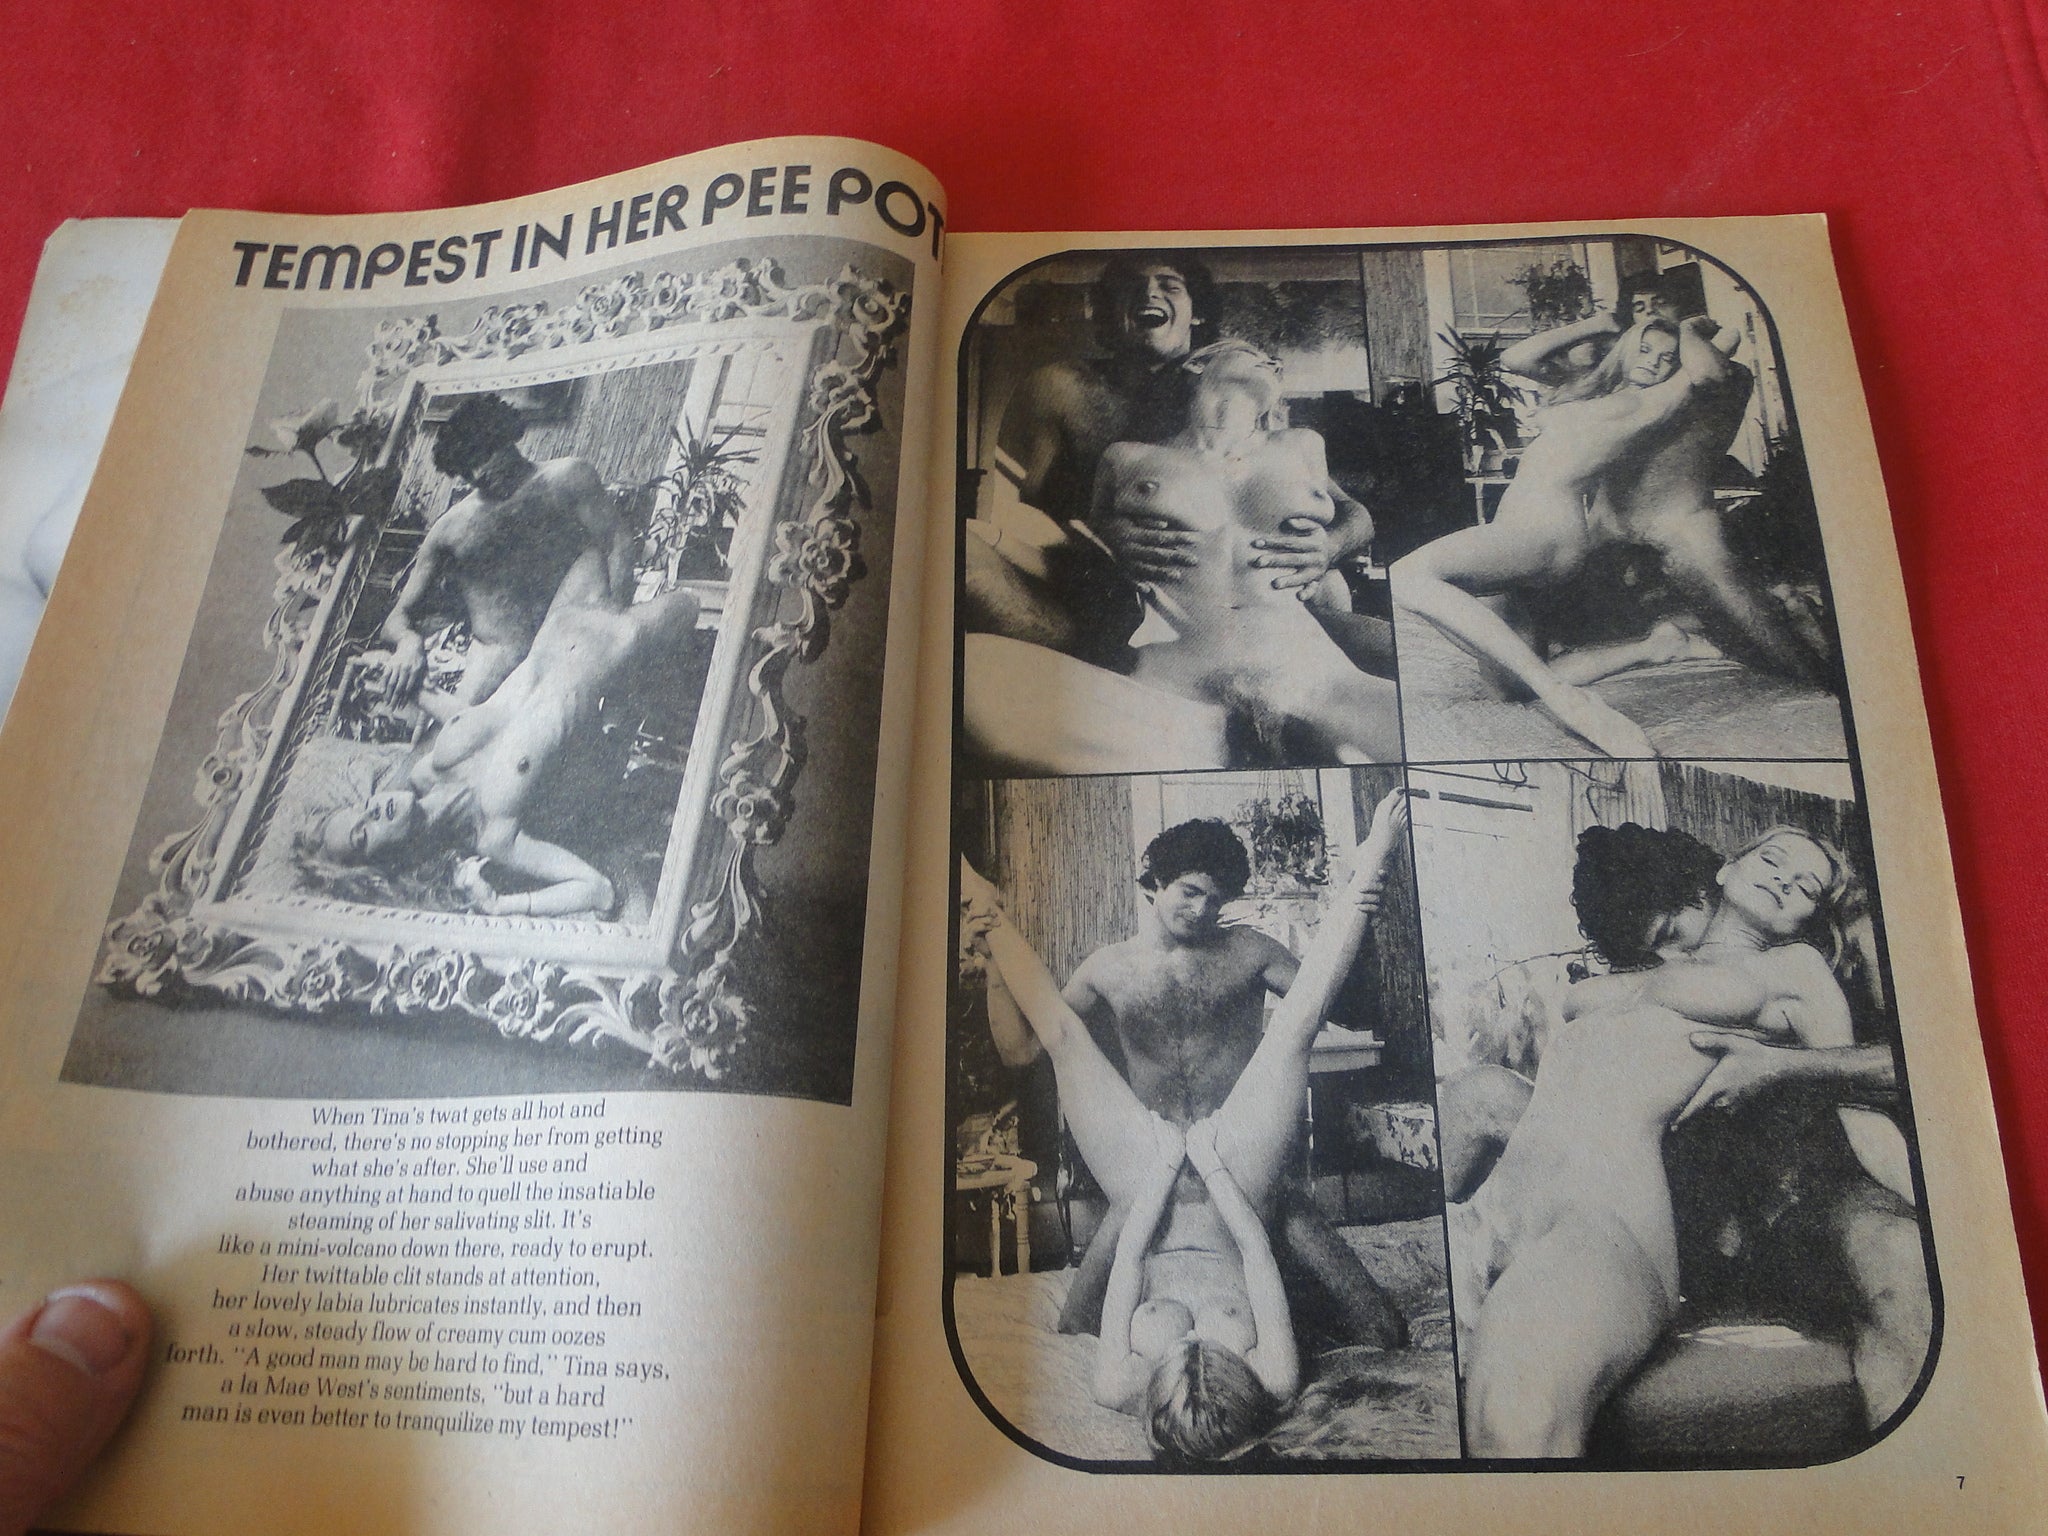 TEMPEST IN HER PEE POT
When Tina's twat gets all hot and
bothered, there's no stopping her from getting
what she's after. She'll use and
abuse anything at hand to quell the insatiable
steaming of her salivating slit. It's
like a mini-volcano down there, ready to erupt.
Her twittable clit stands at attention,
her lovely labia lubricates instantly, and then
a slow, steady flow of creamy cum oozes
forth. "A good man may be hard to find," Tina says,
a la Mae West's sentiments, "but a hard
man is even better to tranquilize my tempest!"
7